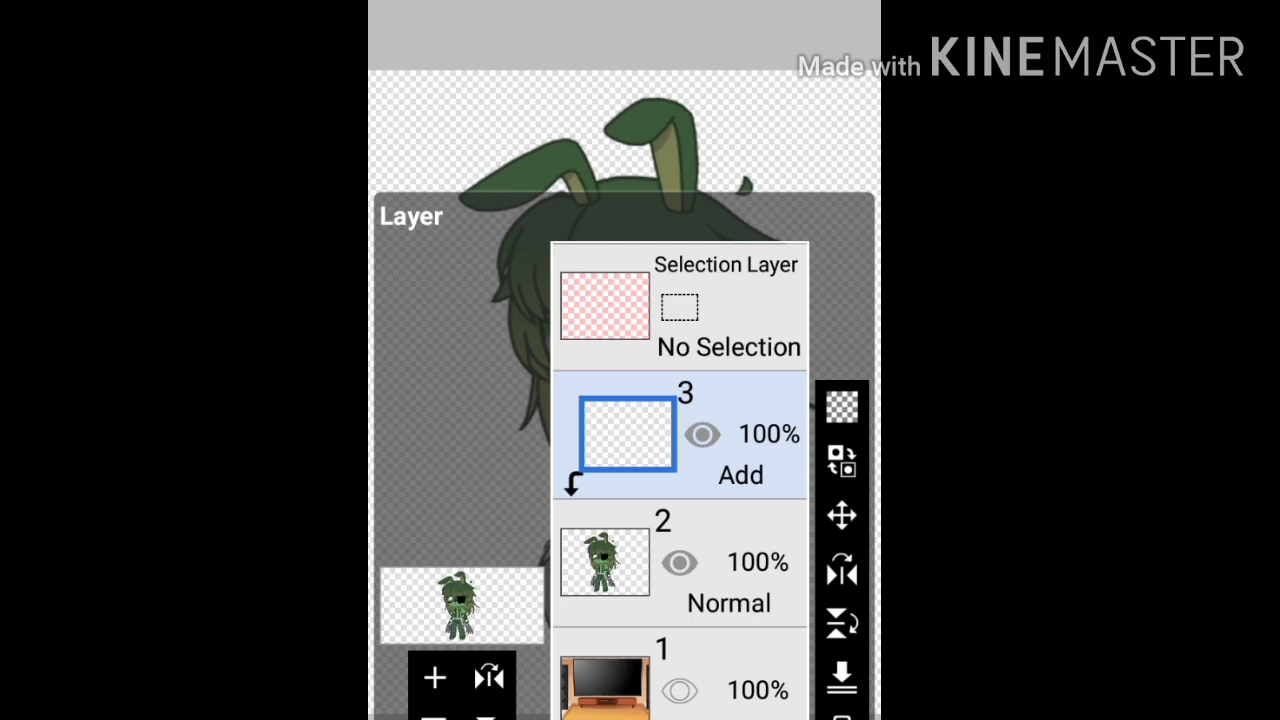 Made with KINEMASTER
Layer
Selection Layer
No Selection
3
100%
Add
2
100%
Normal
1
100%